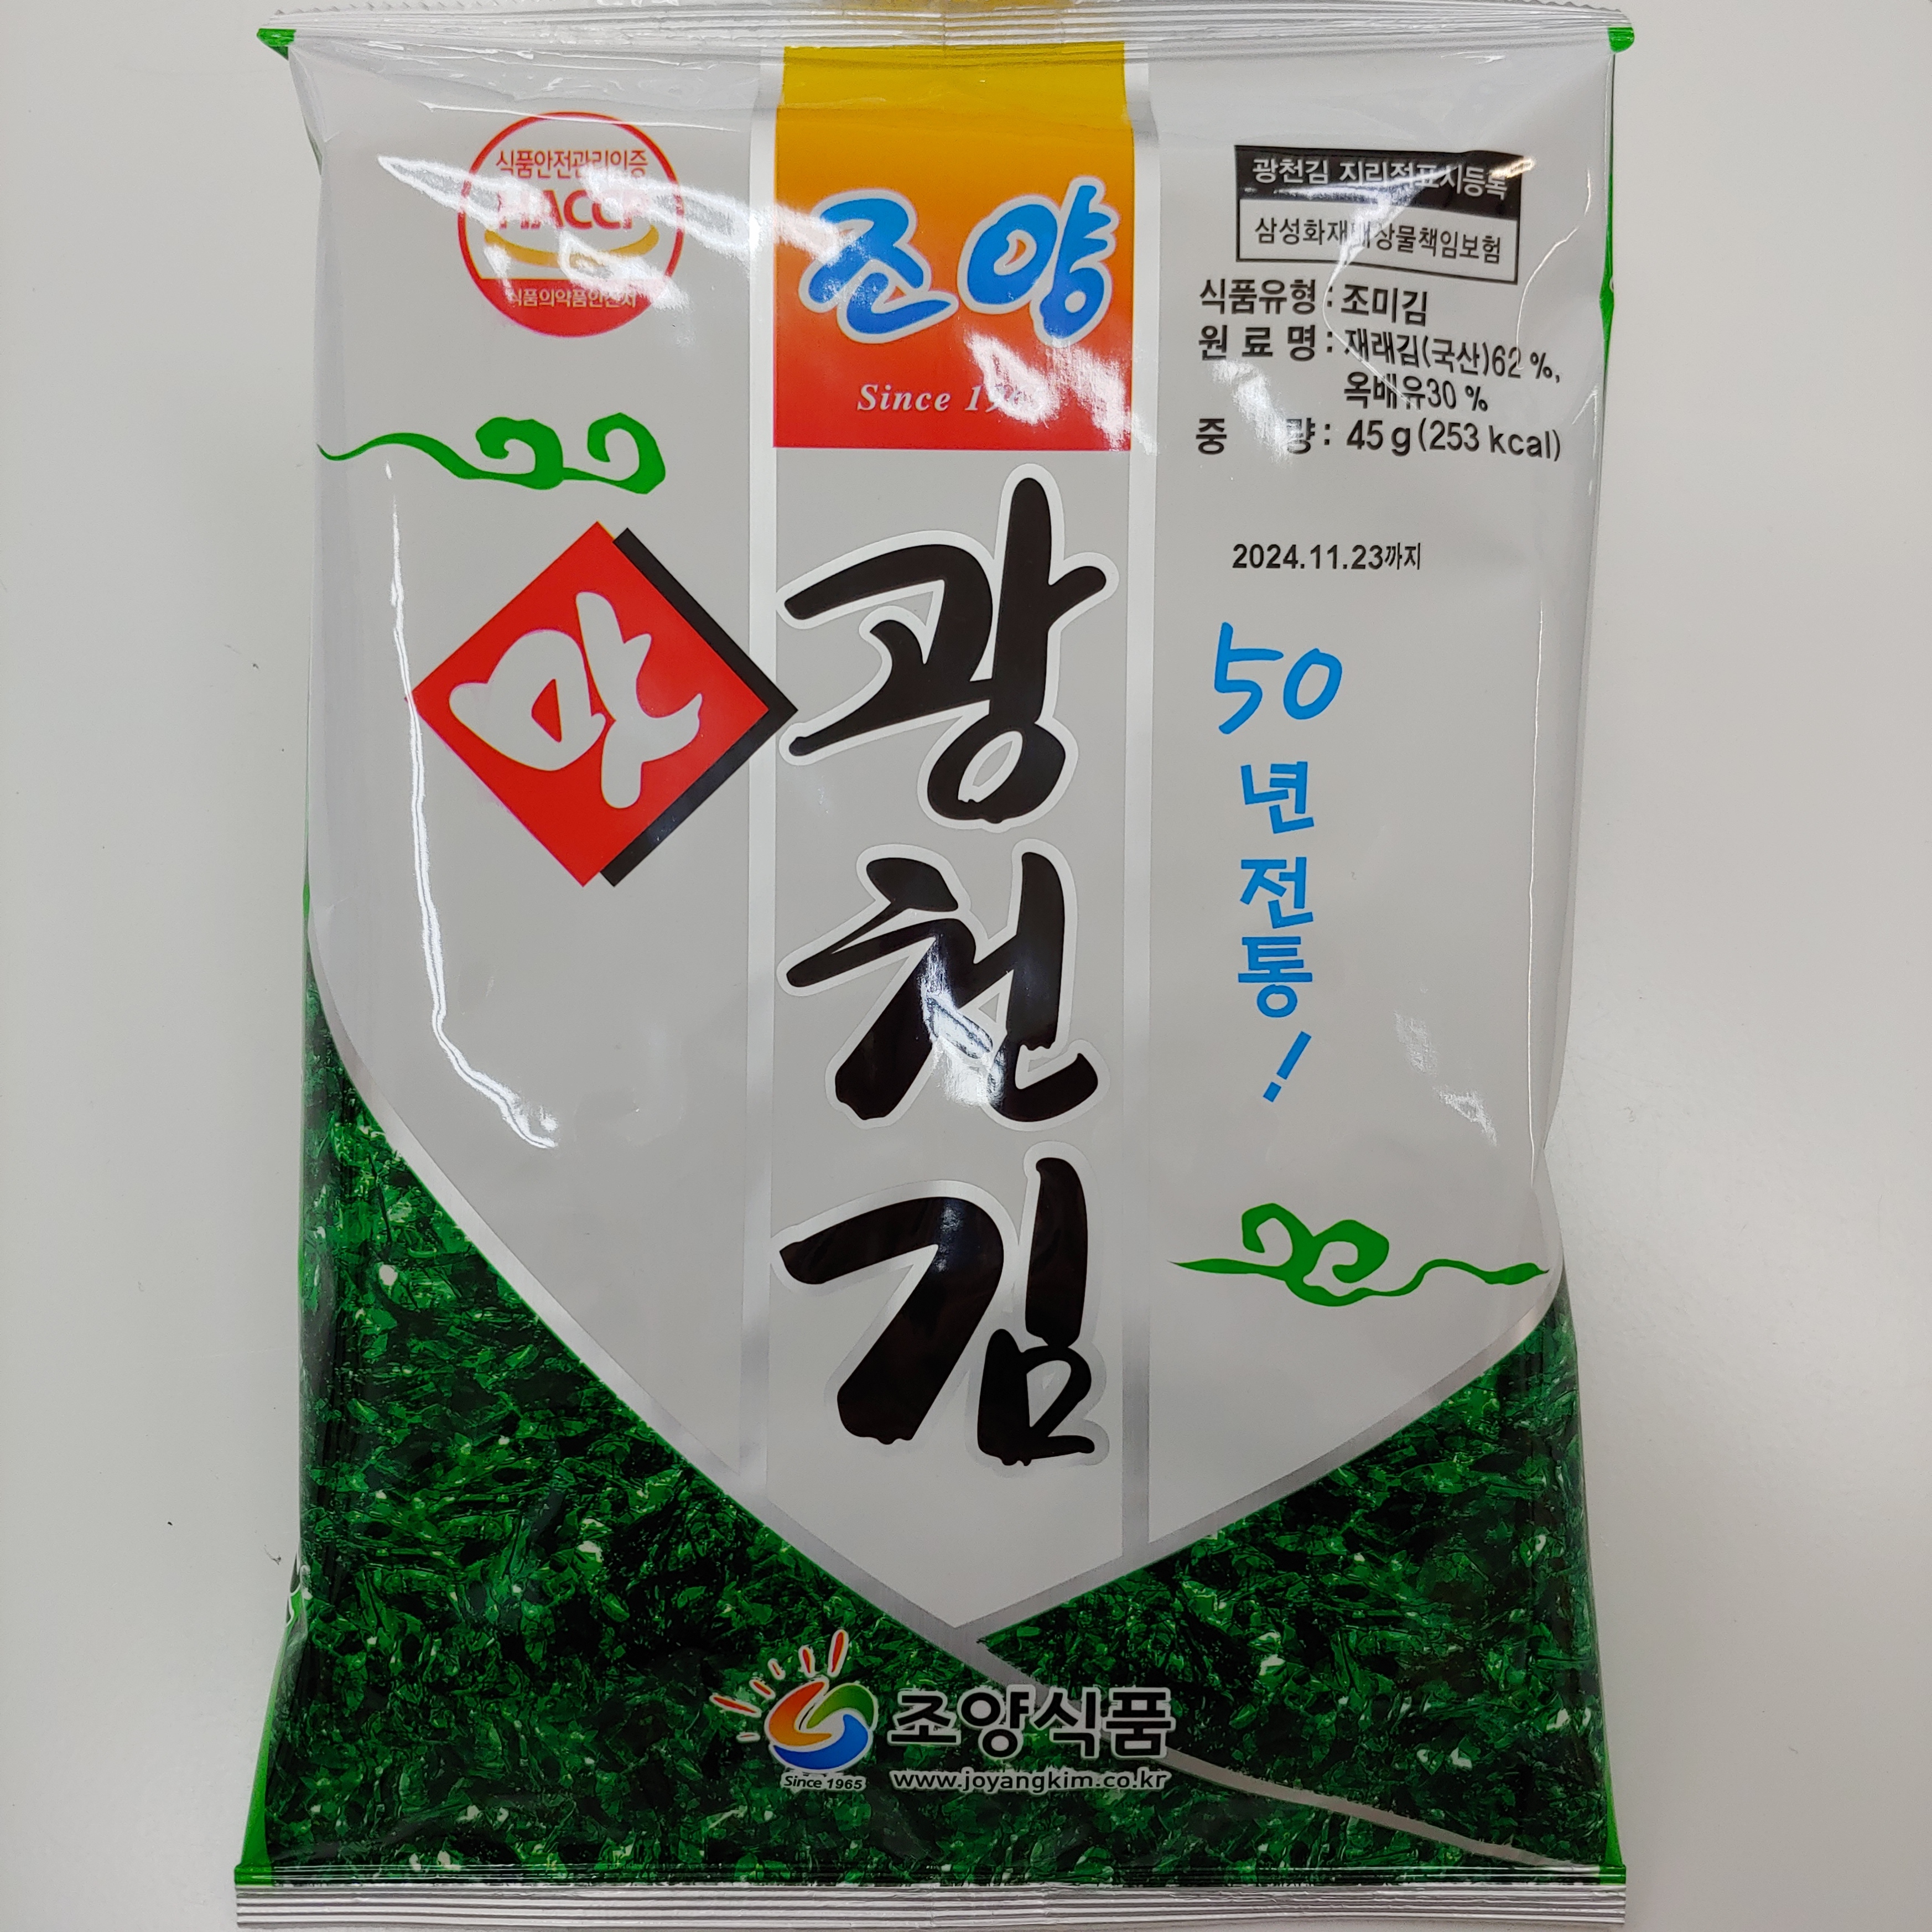 식품안전관리인증
HACCP
식품의약품안전처
조양
Since
광천김 지리적표시등록
삼성화재배상물책임보험
식품유형 : 조미김
원 료 명 : 재래김(국산)62 %,
옥배유30 %
중 량 : 45 g (253 kcal)
2024.11.23까지
맛
광천김
50년전통!
조양식품
Since 1965
www.joyangkim.co.kr